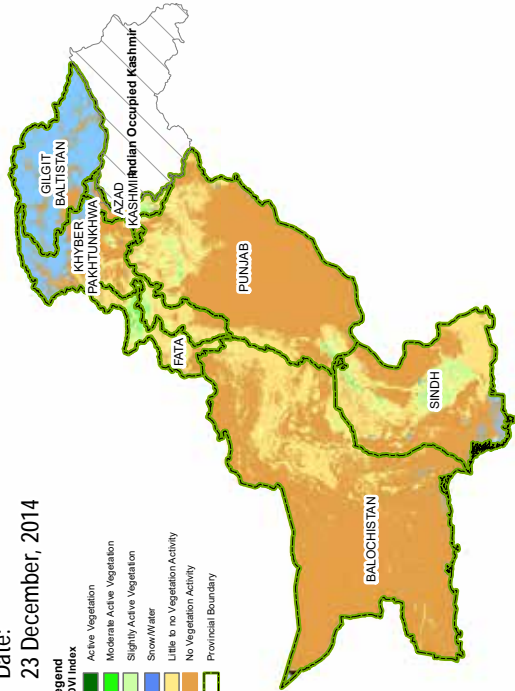 Date:
23 December, 2014
egend
DVI Index
Active Vegetation
Moderate Active Vegetation
Slightly Active Vegetation
Snow/Water
Little to no Vegetation Activity
No Vegetation Activity
Provincial Boundary
GILGIT
BALTISTAN
KHYBER
PAKHTUNKHWA
AZAD
KASHMIR
Indian Occupied Kashmir
FATA
PUNJAB
BALOCHISTAN
SINDH